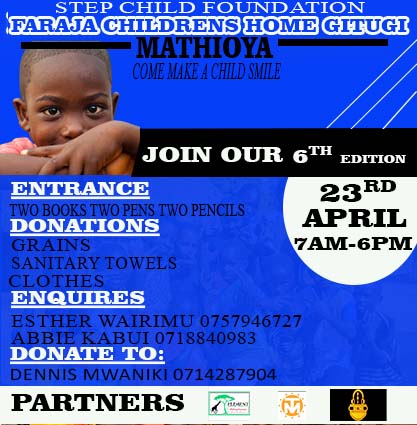 STEP CHILD FOUNDATION
FARAJA CHILDRENS HOME GITUGI
MATHIOYA
COME MAKE A CHILD SMILE
JOIN OUR 6TH EDITION
ENTRANCE
TWO BOOKS TWO PENS TWO PENCILS
DONATIONS
GRAINS
SANITARY TOWELS
CLOTHES
23RD
APRIL
7AM-6PM
ENQUIRES
ESTHER WAIRIMU 0757946727
ABBIE KABUI 0718840983
DONATE TO:
DENNIS MWANIKI 0714287904
PARTNERS